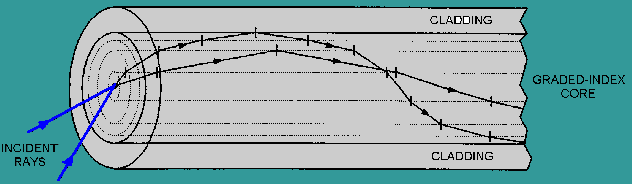 CLADDING
GRADED-INDEX
CORE
INCIDENT
RAYS
CLADDING